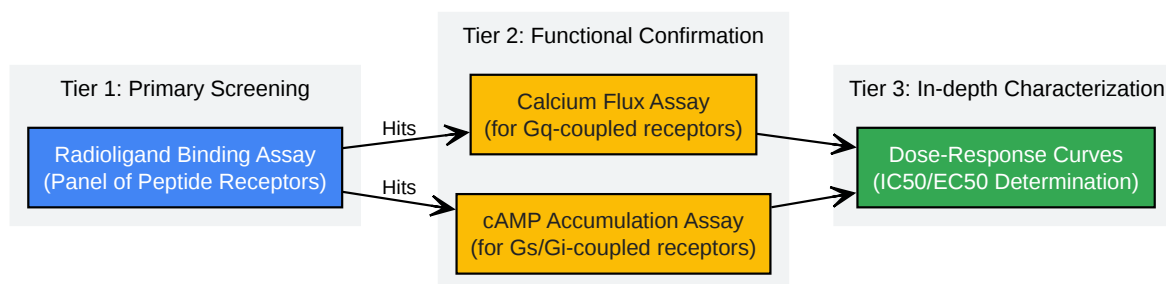 Tier 2: Functional Confirmation
Tier 1: Primary Screening
Tier 3: In-depth Characterization
Radioligand Binding Assay
(Panel of Peptide Receptors)
Hits
Hits
Calcium Flux Assay
(for Gq-coupled receptors)
cAMP Accumulation Assay
(for Gs/Gi-coupled receptors)
Dose-Response Curves
(IC50/EC50 Determination)